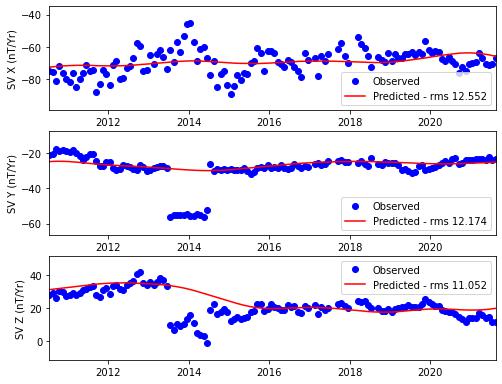 −40
−60
−80
SV X (nT/Yr)
Observed
Predicted - rms 12.552
2012 2014 2016 2018 2020
−20
−40
−60
SV Y (nT/Yr)
Observed
Predicted - rms 12.174
2012 2014 2016 2018 2020
40
20
0
SV Z (nT/Yr)
Observed
Predicted - rms 11.052
2012 2014 2016 2018 2020